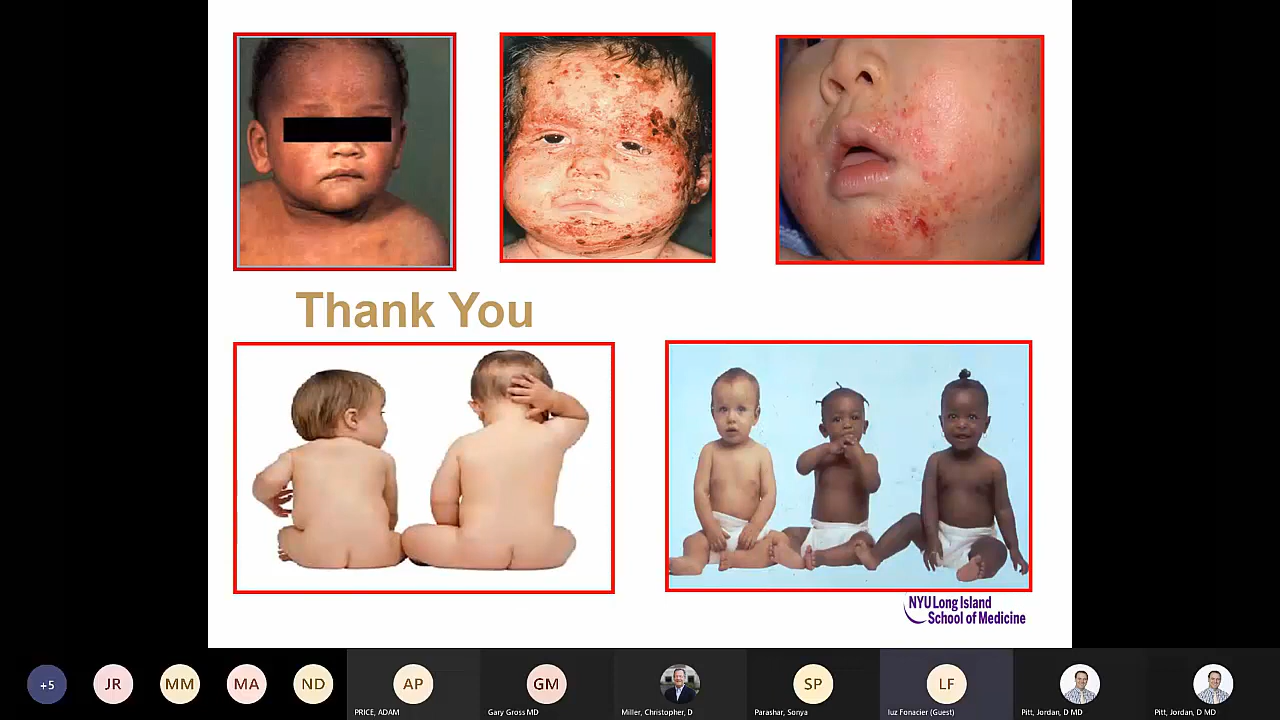 Thank You
NYU Long Island
School of Medicine
+5
JR
MM
MA
ND
AP
GM
SP
LF
PRICE, ADAM
Gary Gross MD
Miller, Christopher, D
Parashar, Sonya
luz Fonacier (Guest)
Pitt, Jordan, D MD
Pitt, Jordan, D MD